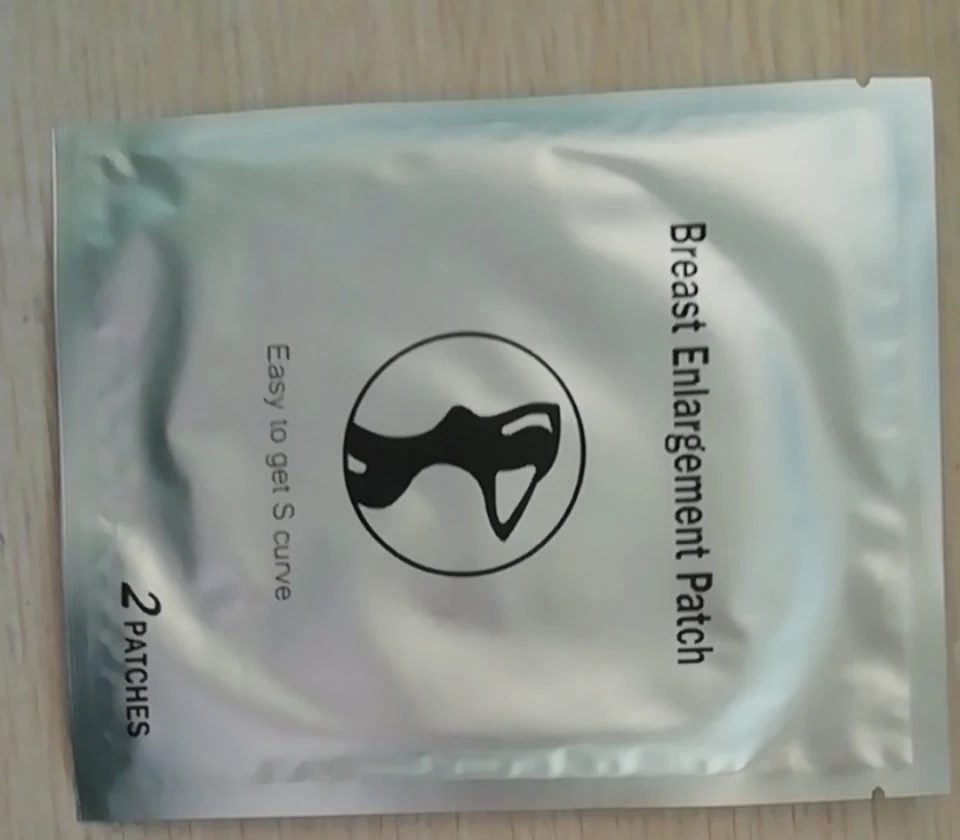 Breast Enlargement Patch
Easy to get S curve
2 PATCHES